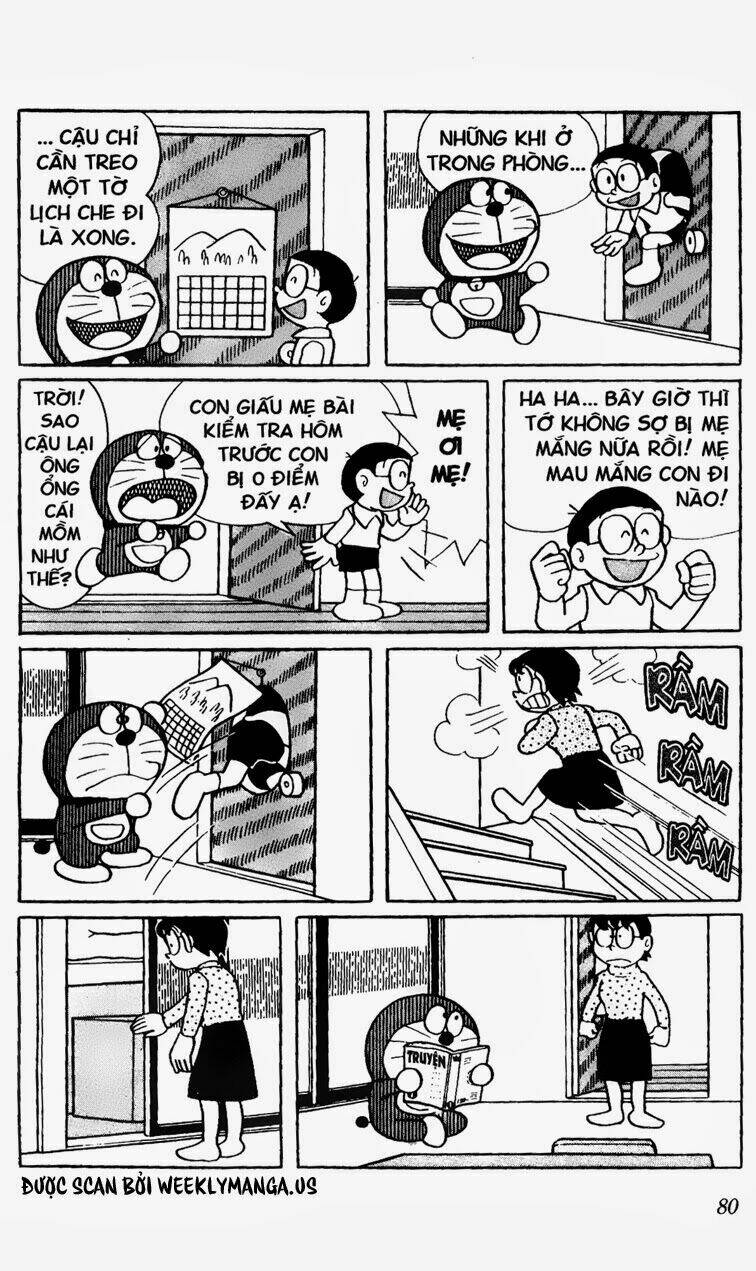 ... CẬU CHỈ
CẦN TREO
MỘT TỜ
LỊCH CHE ĐI
LÀ XONG.
NHỮNG KHI Ở
TRONG PHÒNG...
TRỜI!
SAO
CẬU LẠI
ÔNG
ỔNG
CÁI
MỒM
NHƯ
THẾ?
CON GIẤU MẸ BÀI
KIỂM TRA HÔM
TRƯỚC CON
BỊ 0 ĐIỂM
ĐẤY Ạ!
MẸ
ƠI
MẸ!
HA HA... BÂY GIỜ THÌ
TỚ KHÔNG SỢ BỊ MẸ
MẮNG NỮA RỒI! MẸ
MAU MẮNG CON ĐI
NÀO!
RẦM
RẦM
RẦM
TRUYỆN
ĐƯỢC SCAN BỞI WEEKLYMANGA.US
80